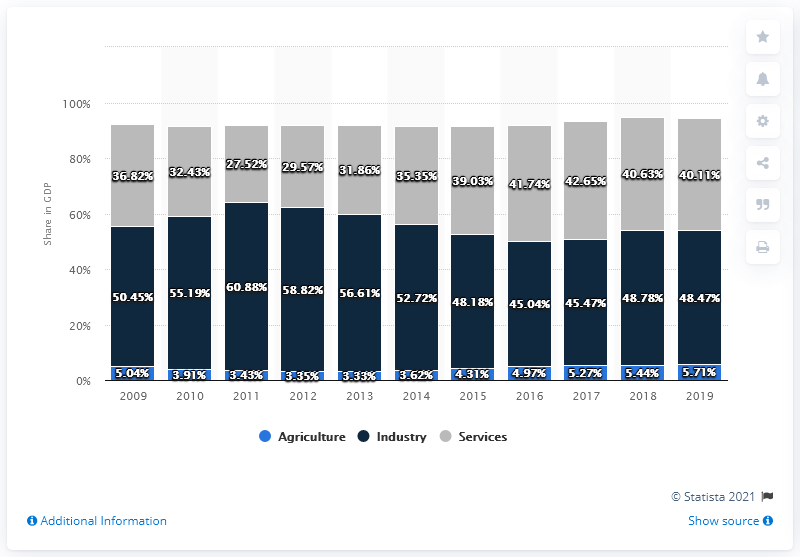 100%
80%
60%
40%
20%
0%
Share in GDP
36.82% 32.43% 27.52% 29.57% 31.86% 35.35% 39.03% 41.74% 42.65% 40.63% 40.11%
50.45% 55.19% 60.88% 58.82% 56.61% 52.72% 48.18% 45.04% 45.47% 48.78% 48.47%
5.04% 3.91% 3.43% 3.35% 3.33% 3.62% 4.31% 4.97% 5.27% 5.44% 5.71%
2009 2010 2011 2012 2013 2014 2015 2016 2017 2018 2019
Agriculture Industry Services
© Statista 2021
Additional Information Show source